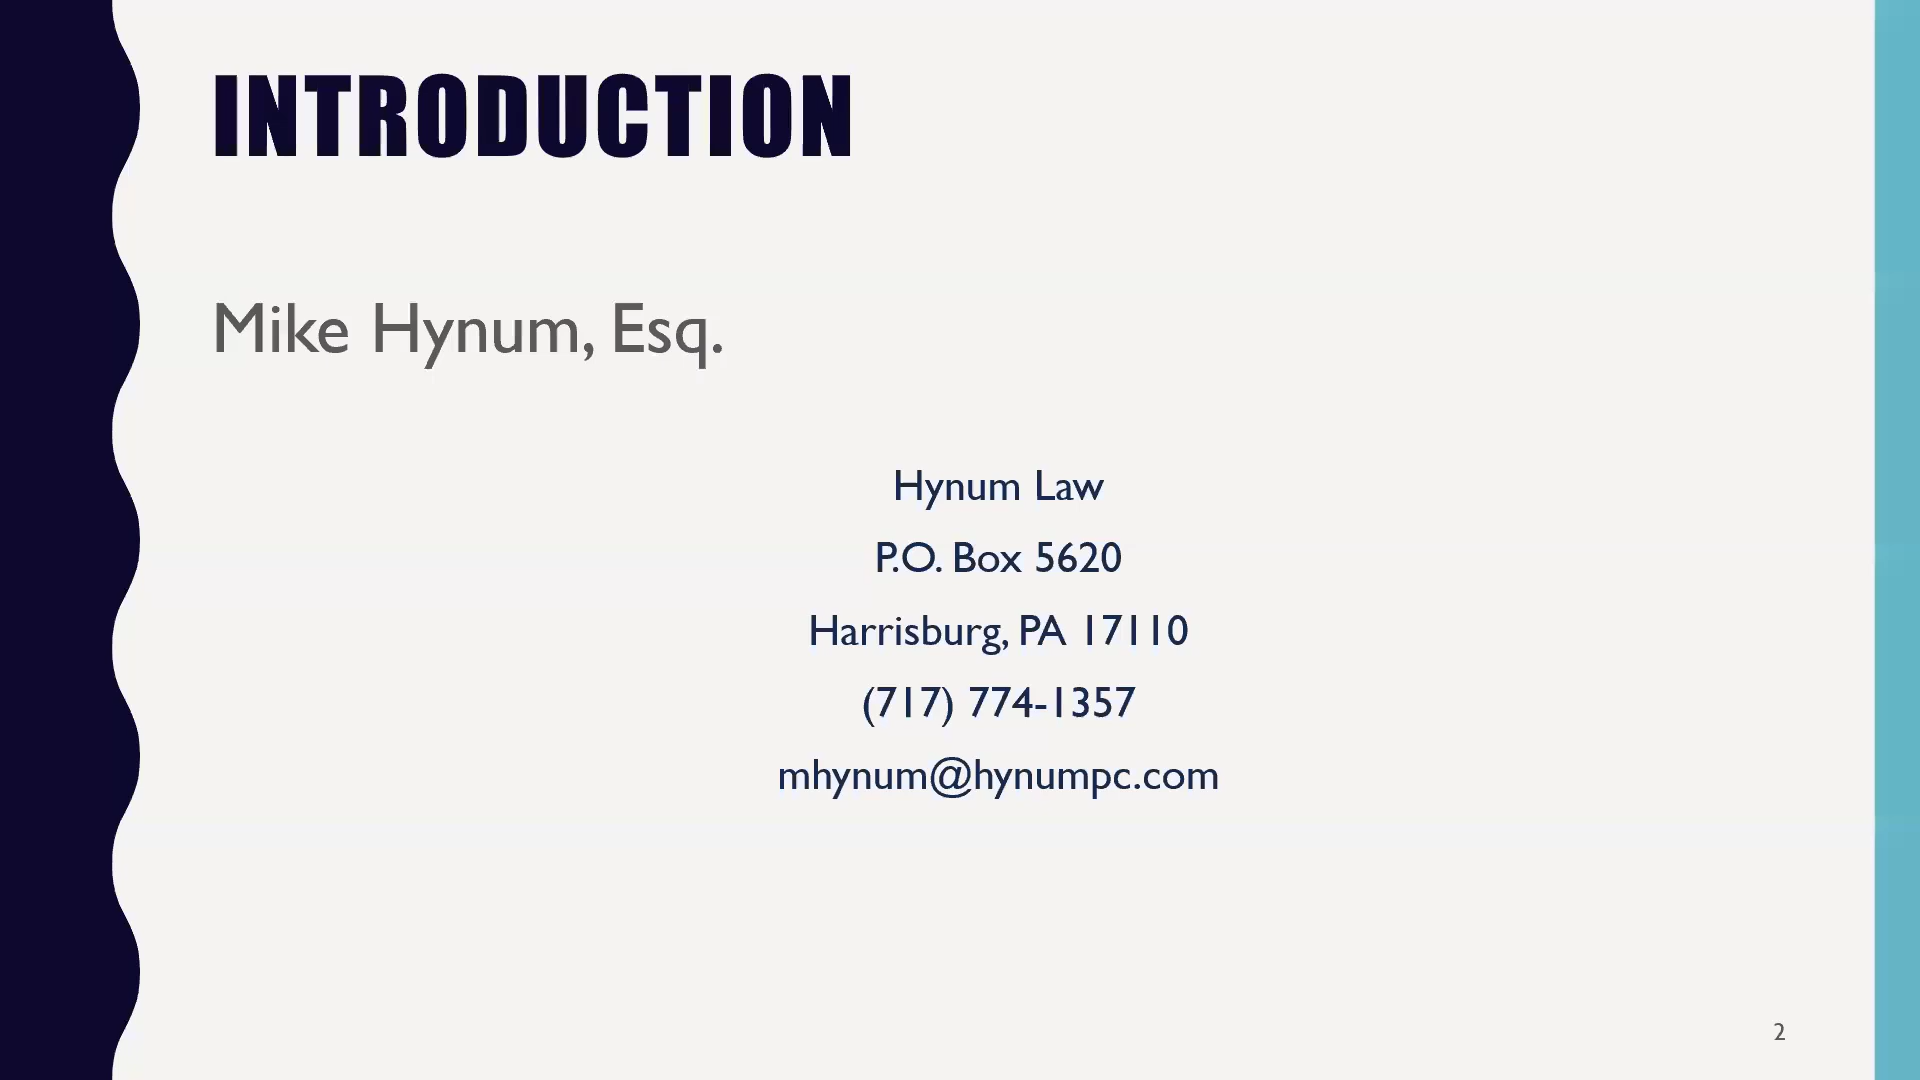 INTRODUCTION
Mike Hynum, Esq.
Hynum Law
P.O. Box 5620
Harrisburg, PA 17110
(717) 774-1357
mhynum@hynumpc.com
2